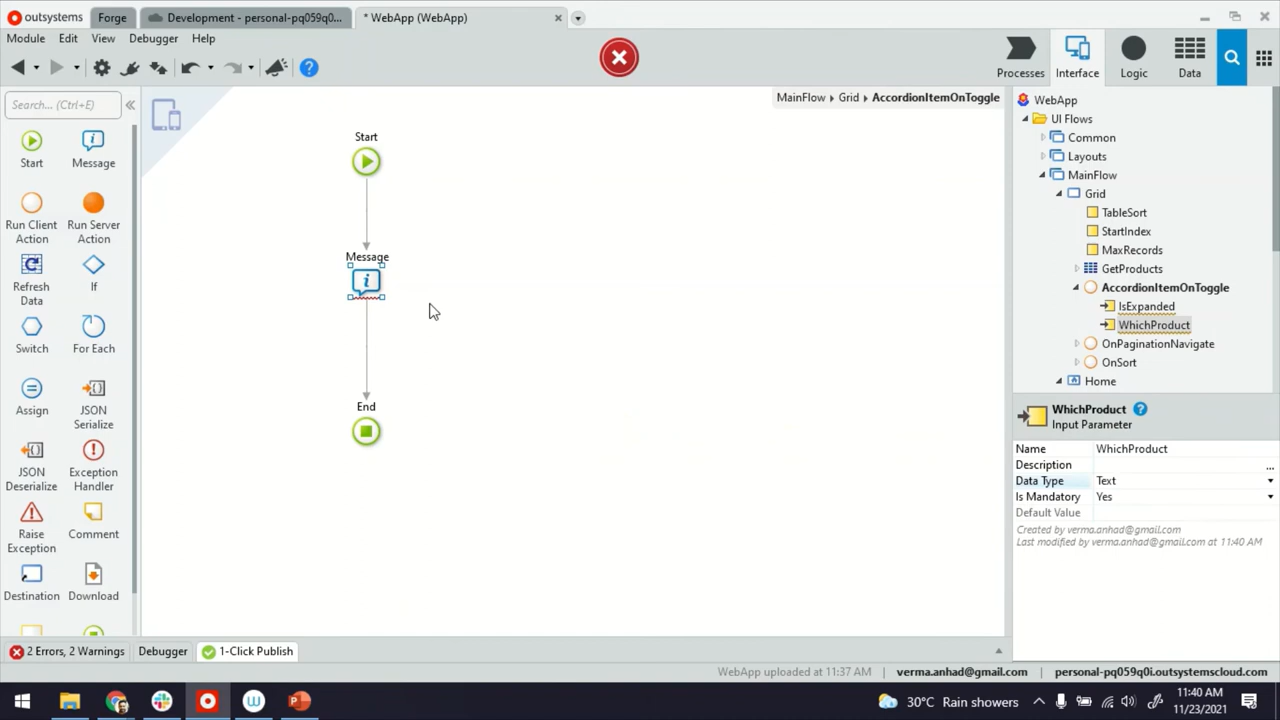 outsystems
Forge
Development - personal-pq059q0...
* WebApp (WebApp)
Module Edit View Debugger Help
Processes Interface Logic Data
Search... (Ctrl+E)
Start Message
Run Client Action
Run Server Action
Refresh Data
If
Switch For Each
Assign
JSON Serialize
JSON Deserialize
Exception Handler
Raise Exception
Comment
Destination Download
MainFlow Grid AccordionItemOnToggle
Start
Message
End
WebApp
UI Flows
Common
Layouts
MainFlow
Grid
TableSort
StartIndex
MaxRecords
GetProducts
AccordionItemOnToggle
IsExpanded
WhichProduct
OnPaginationNavigate
OnSort
Home
WhichProduct
Input Parameter
Name WhichProduct
Description ...
Data Type Text
Is Mandatory Yes
Default Value
Created by verma.anhad@gmail.com
Last modified by verma.anhad@gmail.com at 11:40 AM
2 Errors, 2 Warnings Debugger 1-Click Publish
WebApp uploaded at 11:37 AM verma.anhad@gmail.com personal-pq059q0i.outsystemscloud.com
30°C Rain showers
11:40 AM
11/23/2021